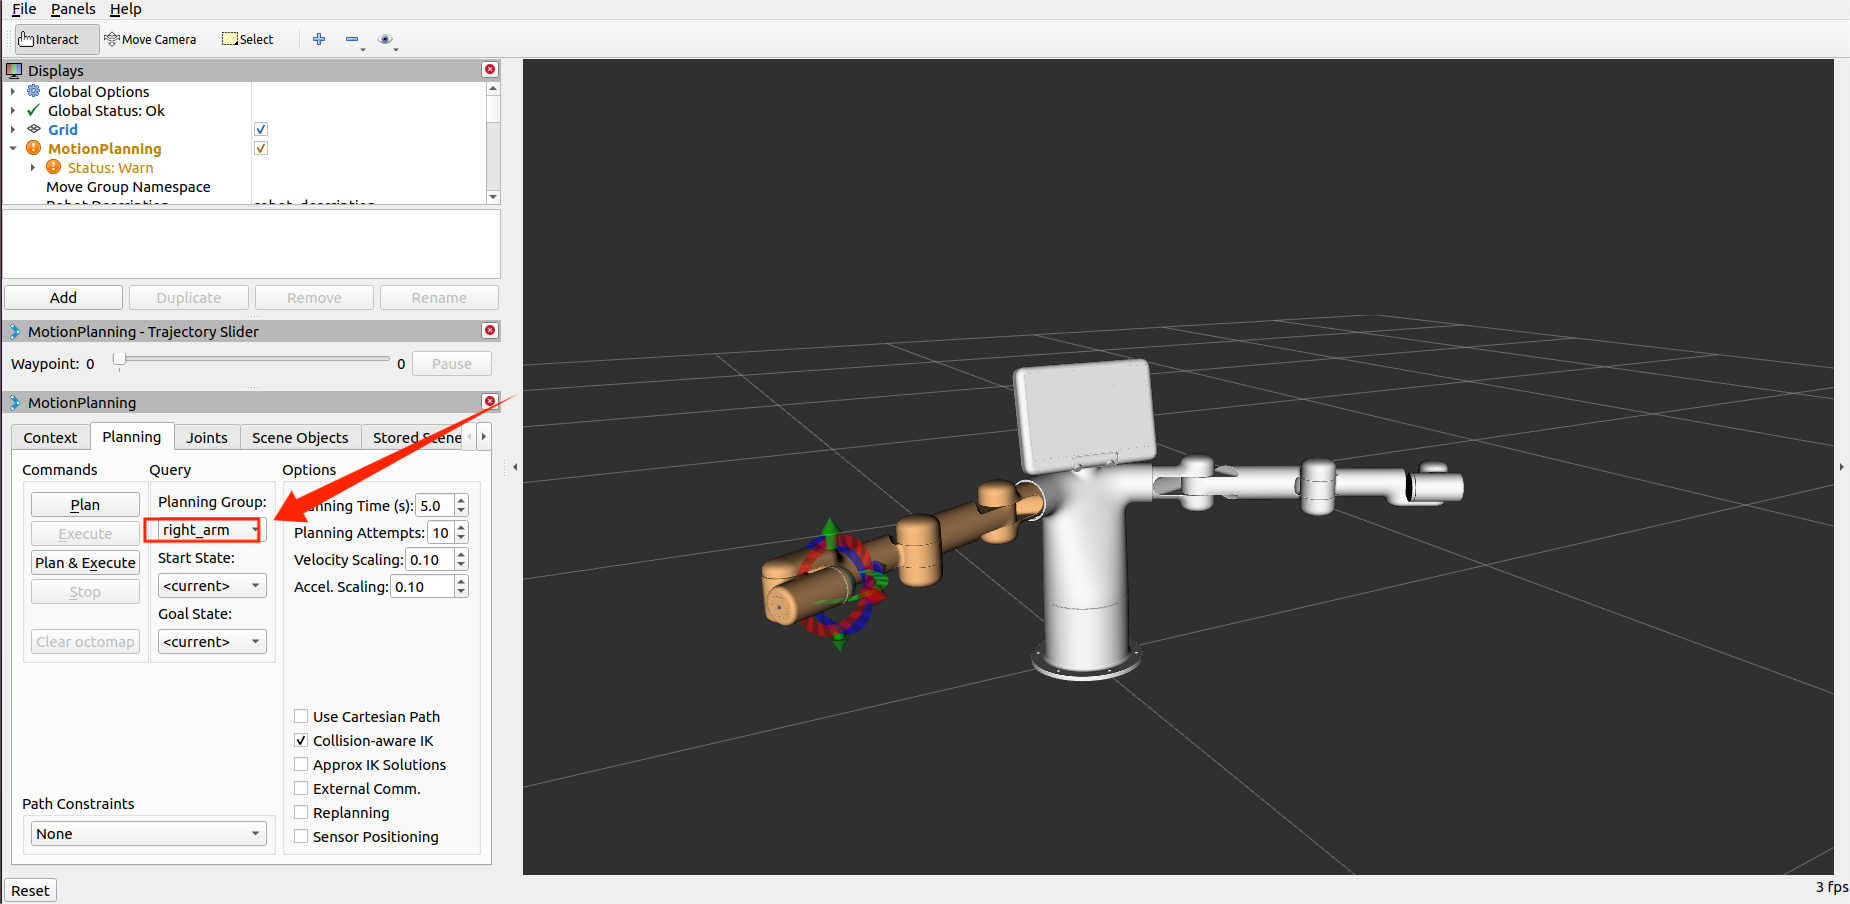 File Panels Help
Interact Move Camera Select
Displays
Global Options
Global Status: Ok
Grid
MotionPlanning
Status: Warn
Move Group Namespace
Robot Description robot_description
Add Duplicate Remove Rename
MotionPlanning - Trajectory Slider
Waypoint: 0 0 Pause
MotionPlanning
Context Planning Joints Scene Objects Stored Scene
Commands Query Options
Plan Planning Group: Planning Time (s): 5.0
Execute right_arm Planning Attempts: 10
Plan & Execute Start State: Velocity Scaling: 0.10
Stop <current> Accel. Scaling: 0.10
Goal State:
Clear octomap <current>
Use Cartesian Path
Collision-aware IK
Approx IK Solutions
External Comm.
Replanning
Sensor Positioning
Path Constraints
None
Reset
3 fps